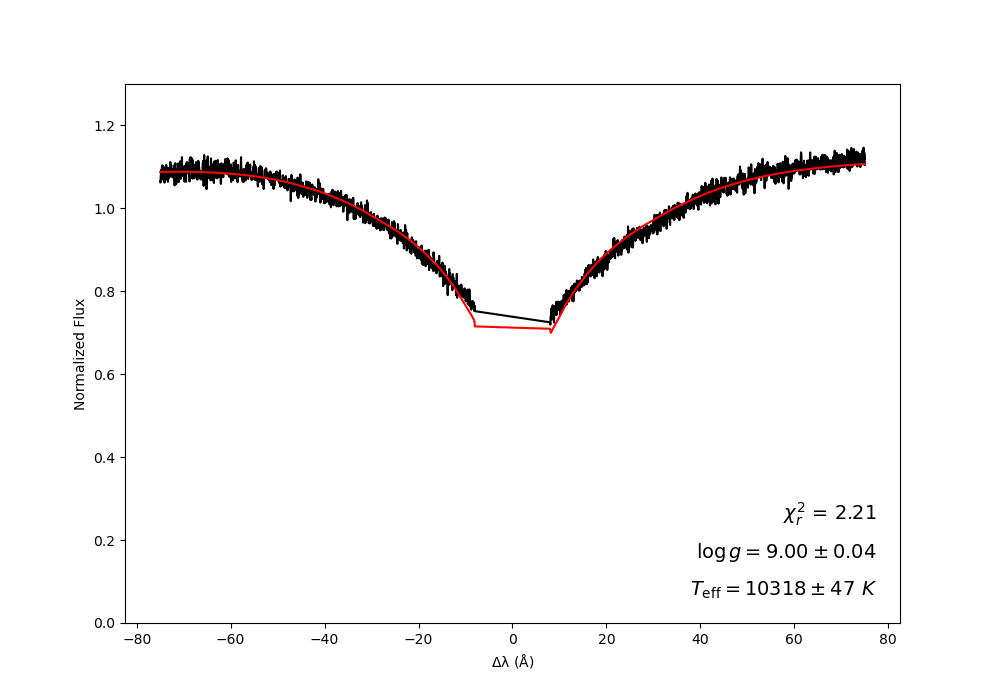 1.2
1.0
0.8
0.6
0.4
0.2
0.0
Normalized Flux
χ²ᵣ = 2.21
log g = 9.00 ± 0.04
T_eff = 10318 ± 47 K
−80 −60 −40 −20 0 20 40 60 80
Δλ (Å)